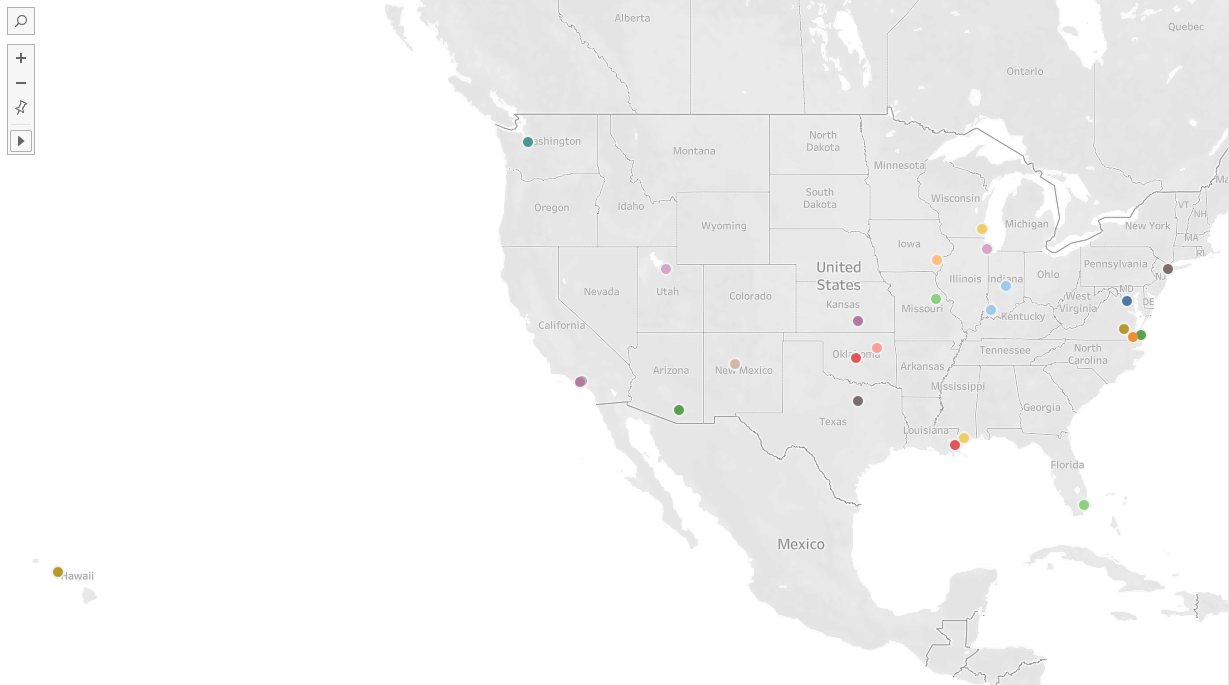 Alberta
Quebec
Ontario
ashington
Montana
North
Dakota
Minnesota
South
Dakota
Wisconsin
Michigan
VT
NH
Ma
Oregon
Idaho
Wyoming
New York
MA
RI
Iowa
United
States
Illinois
Indiana
Ohio
Pennsylvania
NJ
Nevada
Utah
Colorado
Kansas
Missouri
West
Virginia
MD
DE
Kentucky
California
Arizona
New Mexico
Oklahoma
Arkansas
Tennessee
North
Carolina
Mississippi
Texas
Louisiana
Georgia
Florida
Mexico
Hawaii